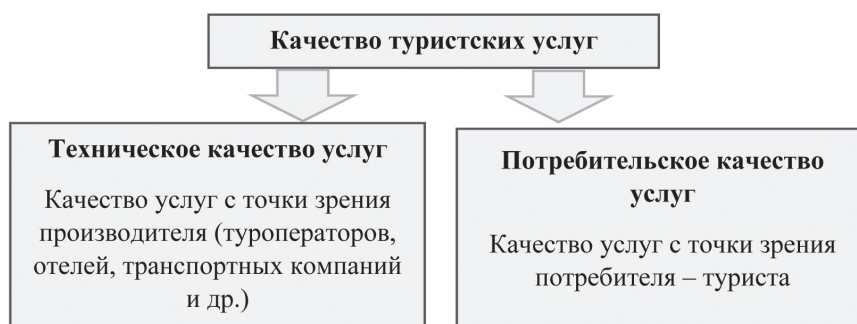 Качество туристских услуг
Техническое качество услуг
Качество услуг с точки зрения
производителя (туроператоров,
отелей, транспортных компаний
и др.)
Потребительское качество
услуг
Качество услуг с точки зрения
потребителя – туриста